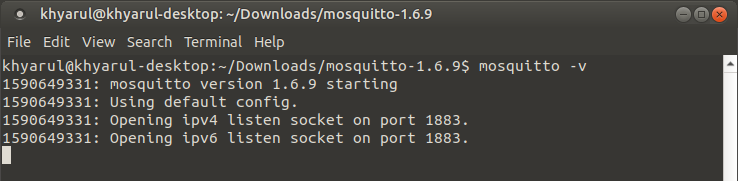 khyarul@khyarul-desktop: ~/Downloads/mosquitto-1.6.9
File Edit View Search Terminal Help
khyarul@khyarul-desktop:~/Downloads/mosquitto-1.6.9$ mosquitto -v
1590649331: mosquitto version 1.6.9 starting
1590649331: Using default config.
1590649331: Opening ipv4 listen socket on port 1883.
1590649331: Opening ipv6 listen socket on port 1883.